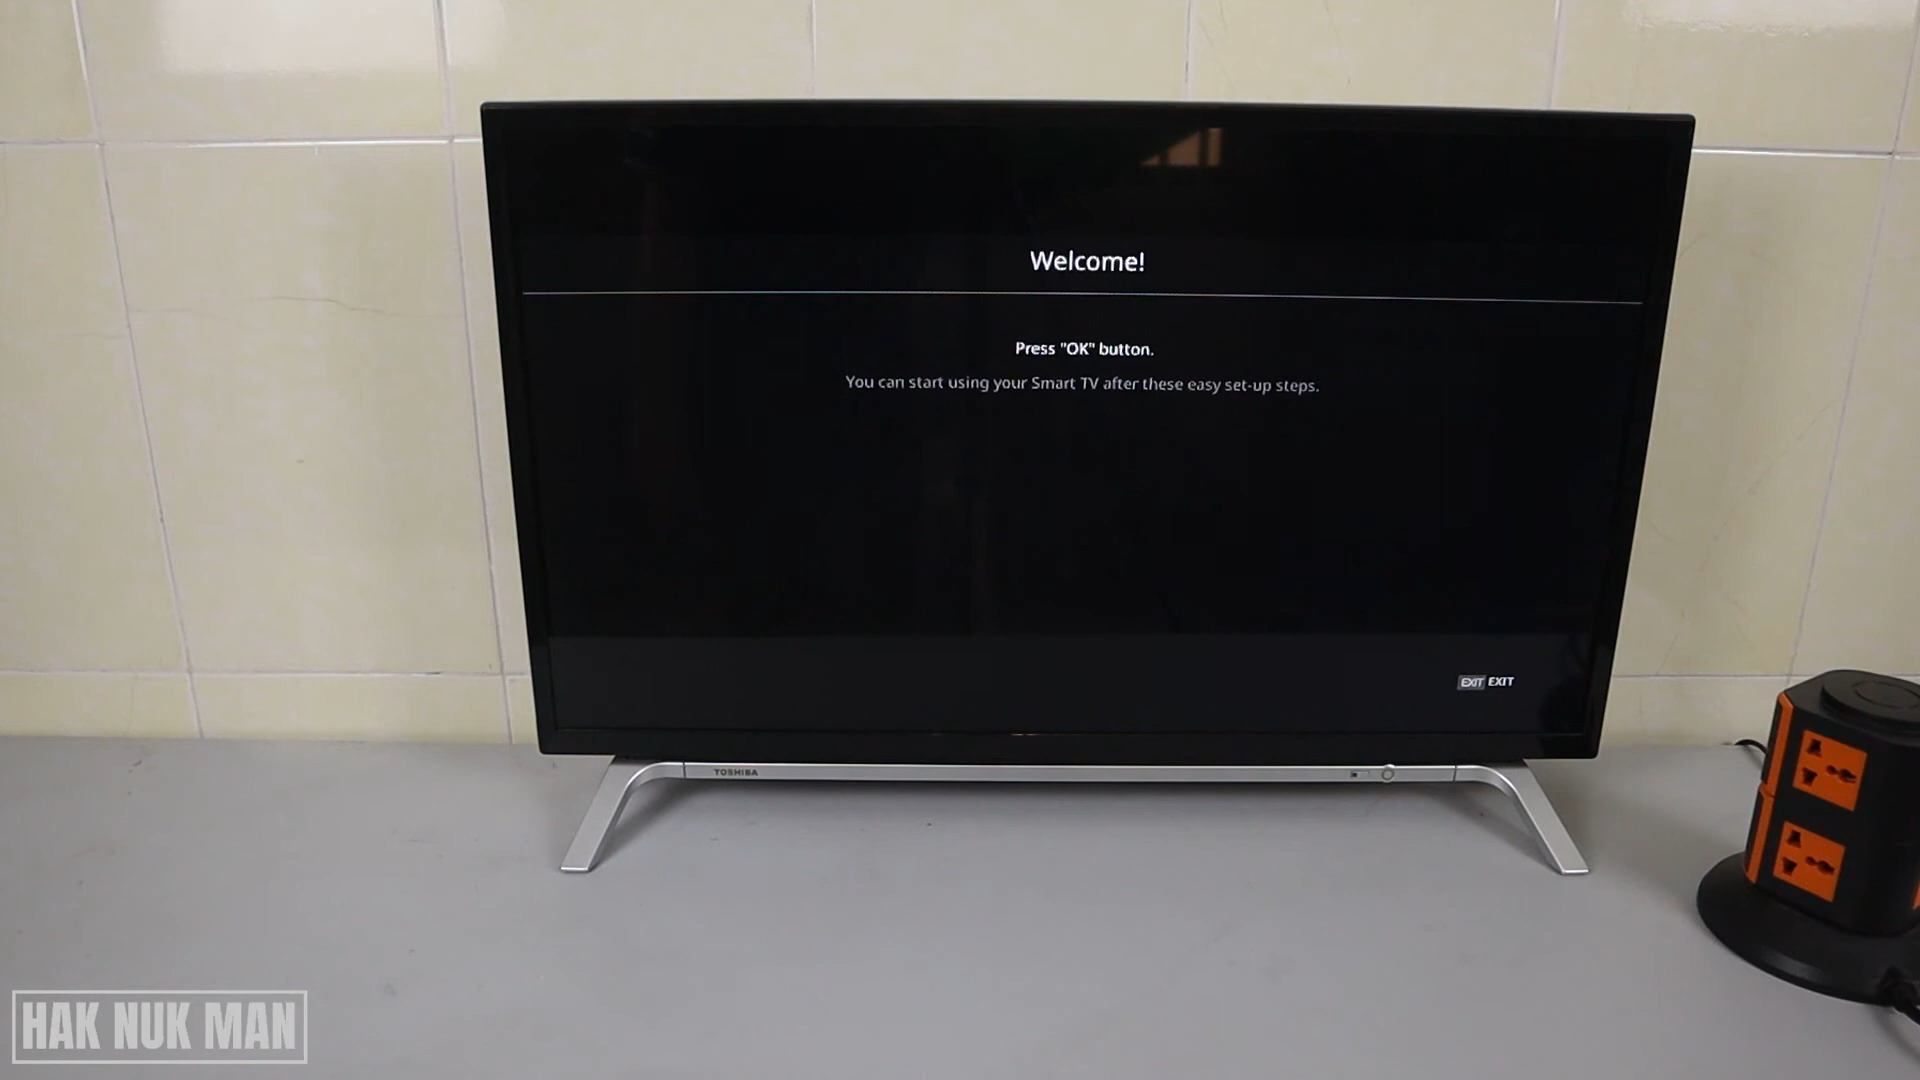 Welcome!
Press "OK" button.
You can start using your Smart TV after these easy set-up steps.
EXIT EXIT
TOSHIBA
HAK NUK MAN